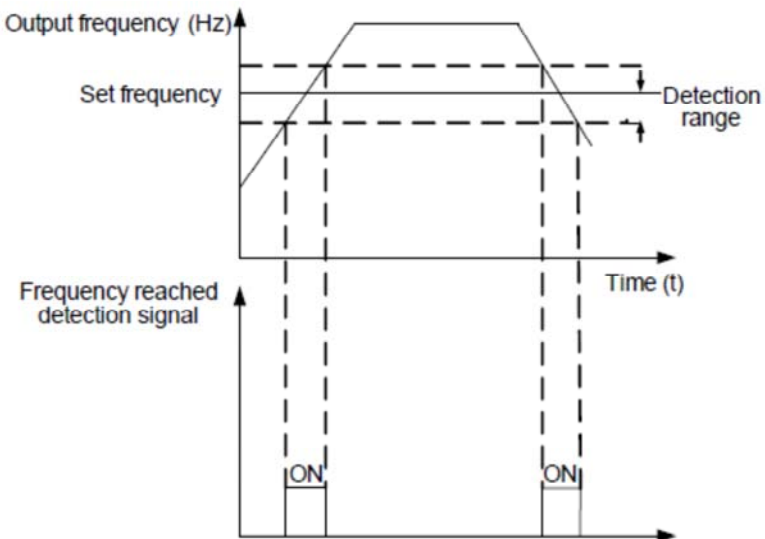 Output frequency (Hz)
Set frequency
Detection
range
Time (t)
Frequency reached
detection signal
ON
ON